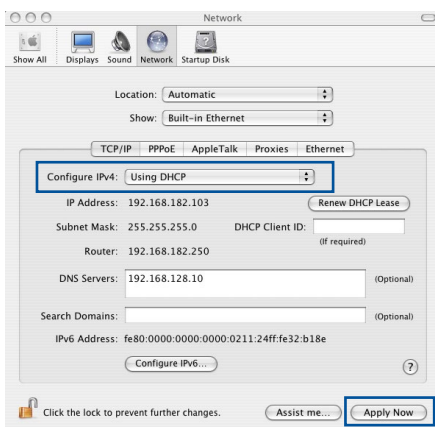 Network
Show All Displays Sound Network Startup Disk
Location: Automatic
Show: Built-in Ethernet
TCP/IP PPPoE AppleTalk Proxies Ethernet
Configure IPv4: Using DHCP
IP Address: 192.168.182.103 Renew DHCP Lease
Subnet Mask: 255.255.255.0 DHCP Client ID:
(If required)
Router: 192.168.182.250
DNS Servers: 192.168.128.10 (Optional)
Search Domains: (Optional)
IPv6 Address: fe80:0000:0000:0000:0211:24ff:fe32:b18e
Configure IPv6... ?
Click the lock to prevent further changes. Assist me... Apply Now